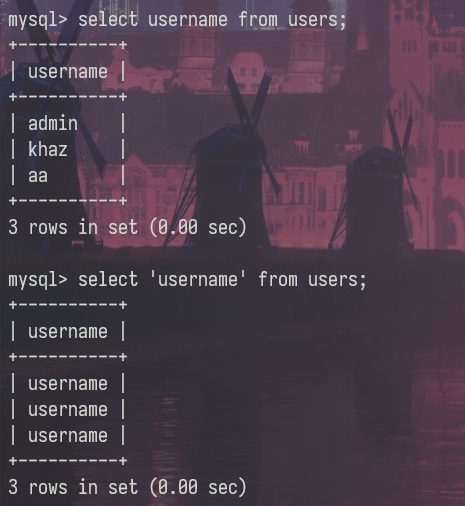 mysql> select username from users;
+----------+
| username |
+----------+
| admin    |
| khaz     |
| aa       |
+----------+
3 rows in set (0.00 sec)
mysql> select 'username' from users;
+----------+
| username |
+----------+
| username |
| username |
| username |
+----------+
3 rows in set (0.00 sec)